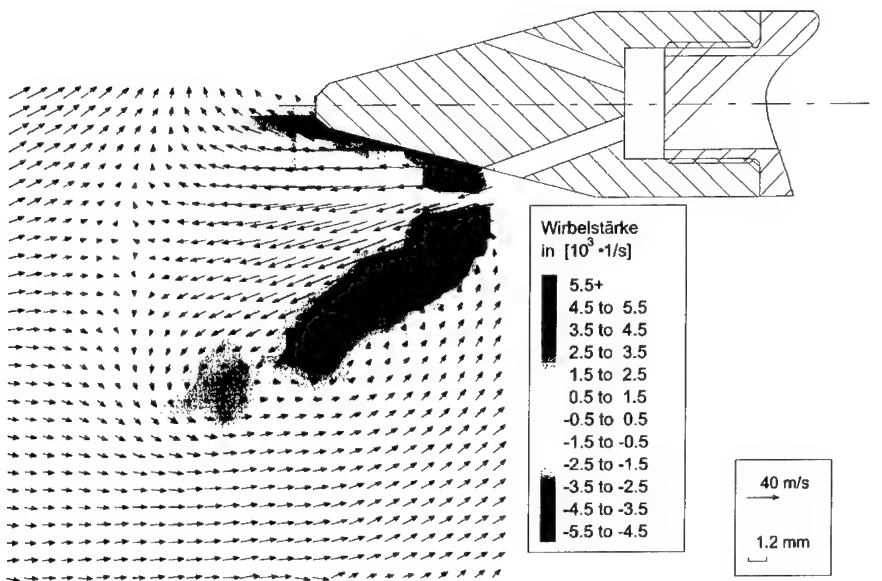 Wirbelstärke
in [10³ *1/s]
5.5+
4.5 to 5.5
3.5 to 4.5
2.5 to 3.5
1.5 to 2.5
0.5 to 1.5
-0.5 to 0.5
-1.5 to -0.5
-2.5 to -1.5
-3.5 to -2.5
-4.5 to -3.5
-5.5 to -4.5
40 m/s
1.2 mm